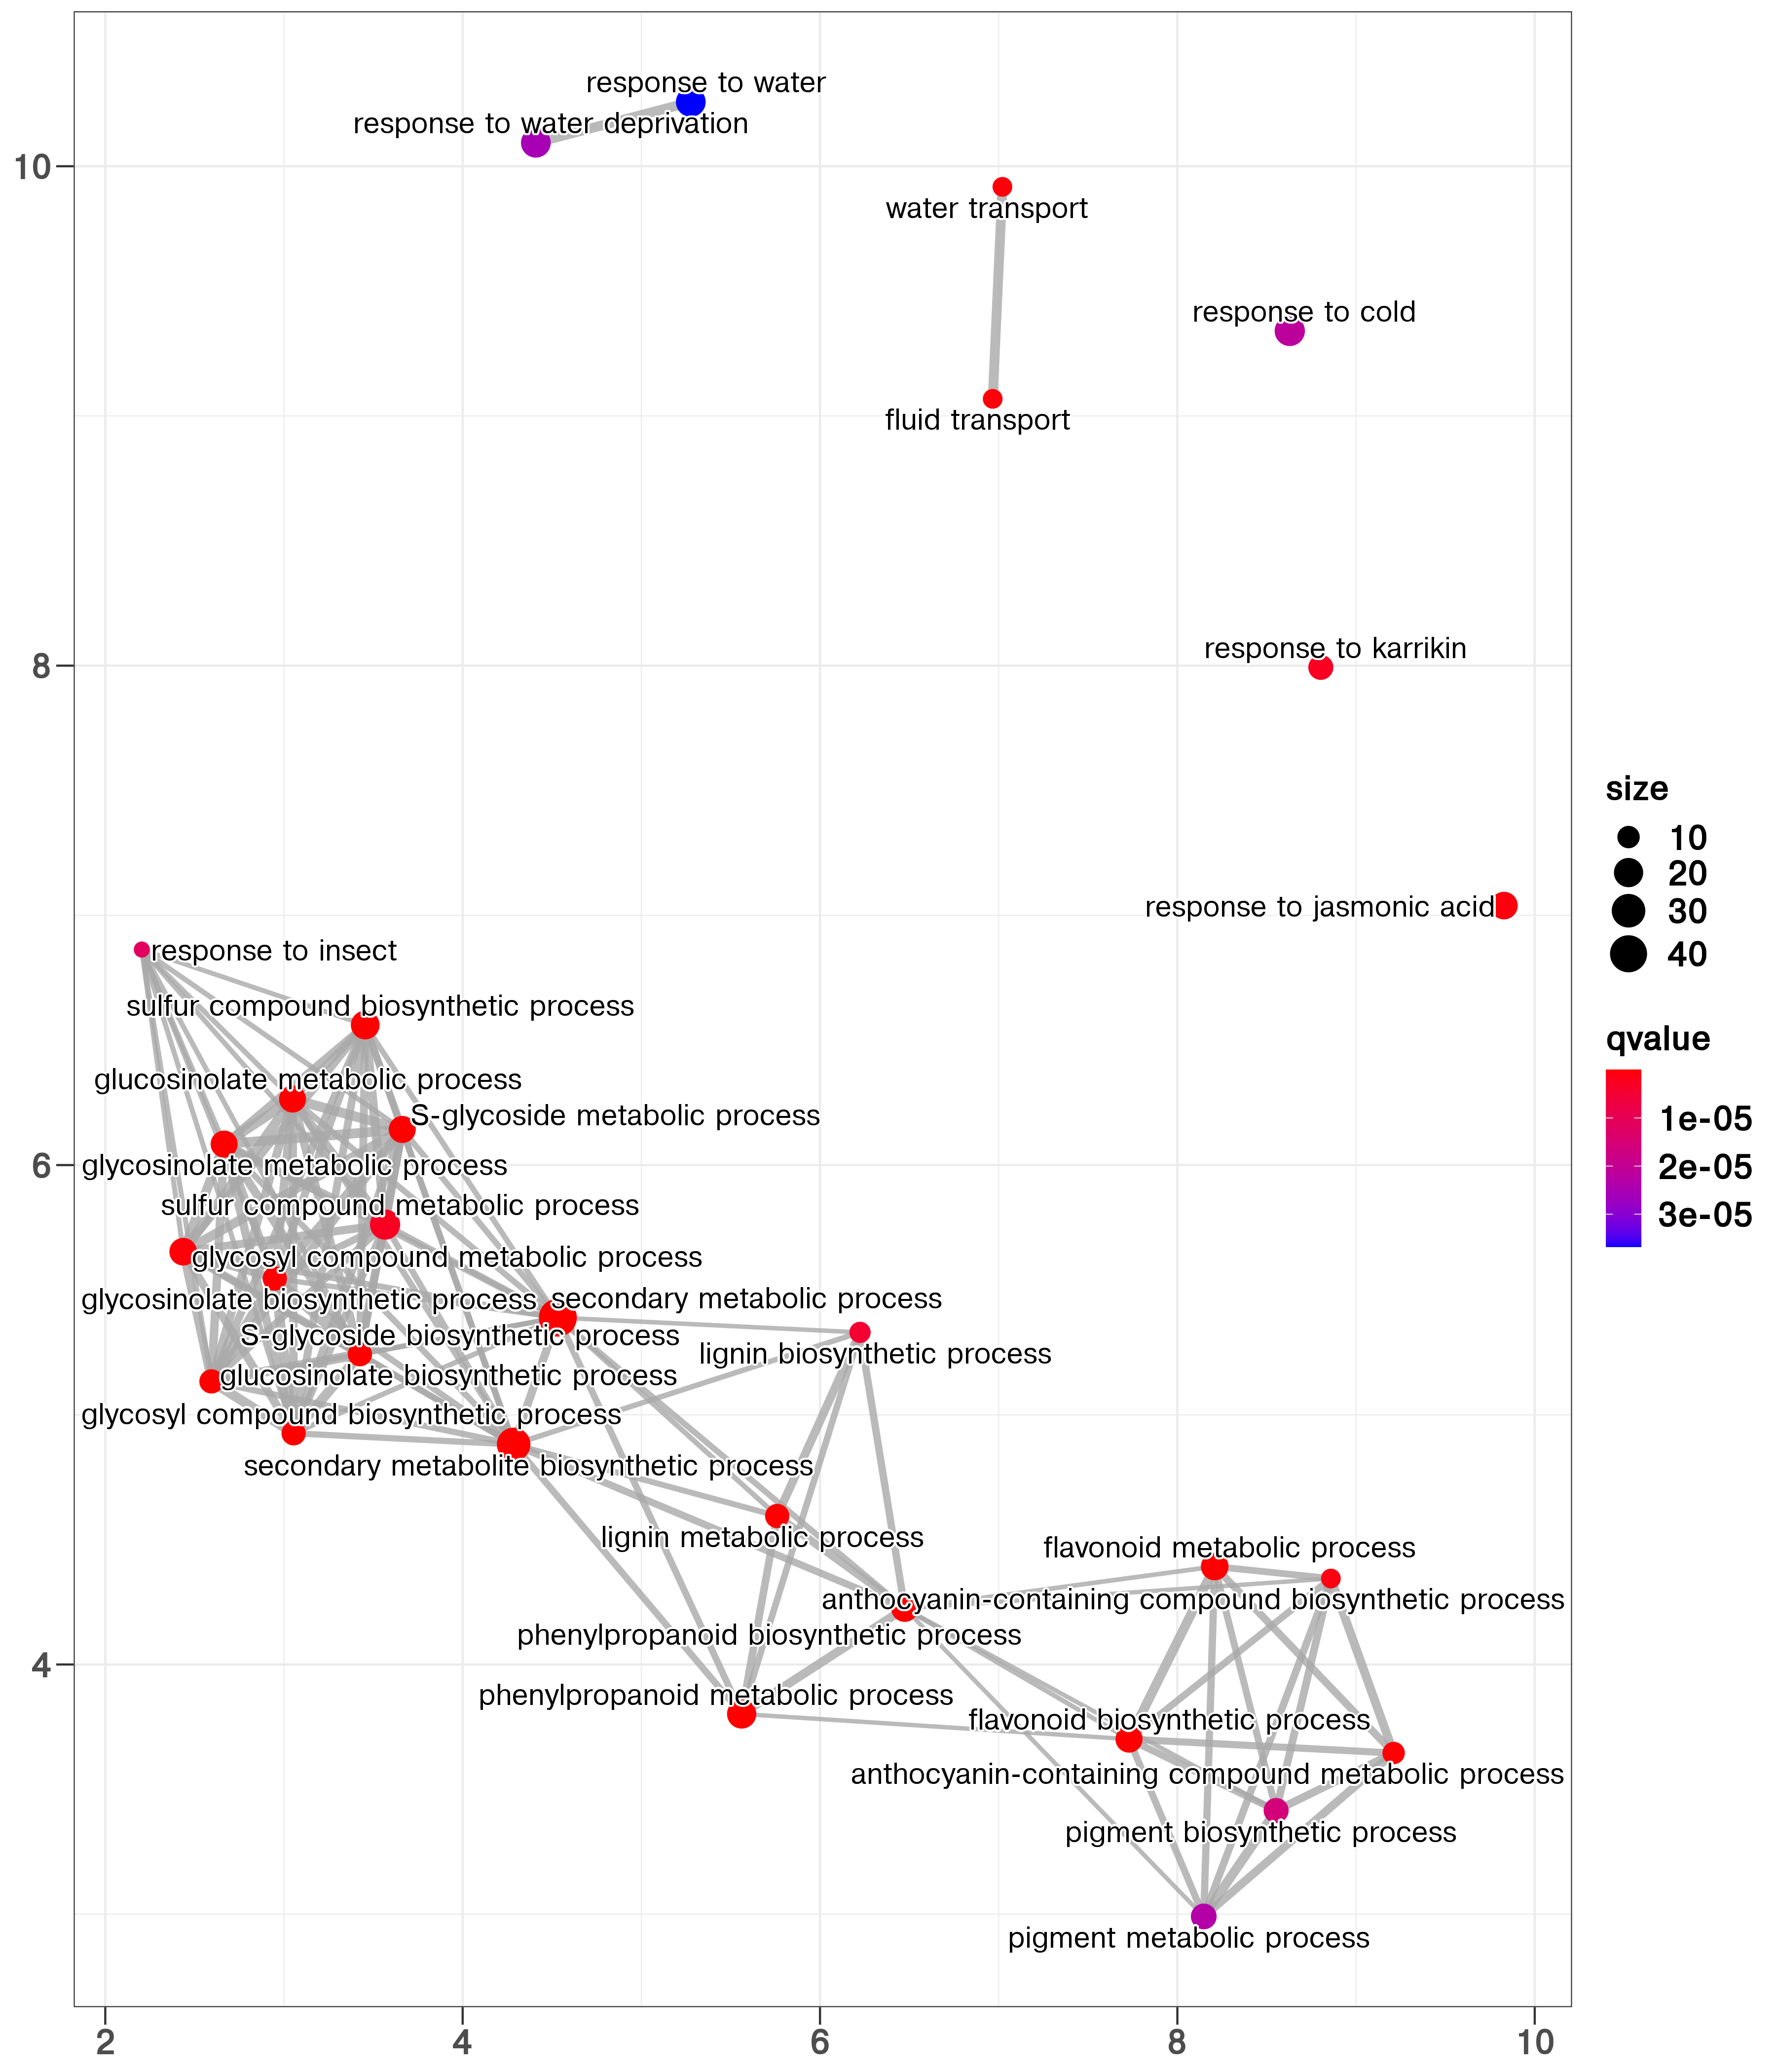 response to water
response to water deprivation
10
water transport
response to cold
fluid transport
response to karrikin
8
size
10
20
30
40
response to jasmonic acid
response to insect
sulfur compound biosynthetic process
qvalue
1e-05
2e-05
3e-05
glucosinolate metabolic process
S-glycoside metabolic process
6
glycosinolate metabolic process
sulfur compound metabolic process
glycosyl compound metabolic process
glycosinolate biosynthetic process
secondary metabolic process
S-glycoside biosynthetic process
lignin biosynthetic process
glucosinolate biosynthetic process
glycosyl compound biosynthetic process
secondary metabolite biosynthetic process
lignin metabolic process
flavonoid metabolic process
anthocyanin-containing compound biosynthetic process
phenylpropanoid biosynthetic process
4
phenylpropanoid metabolic process
flavonoid biosynthetic process
anthocyanin-containing compound metabolic process
pigment biosynthetic process
pigment metabolic process
2
4
6
8
10